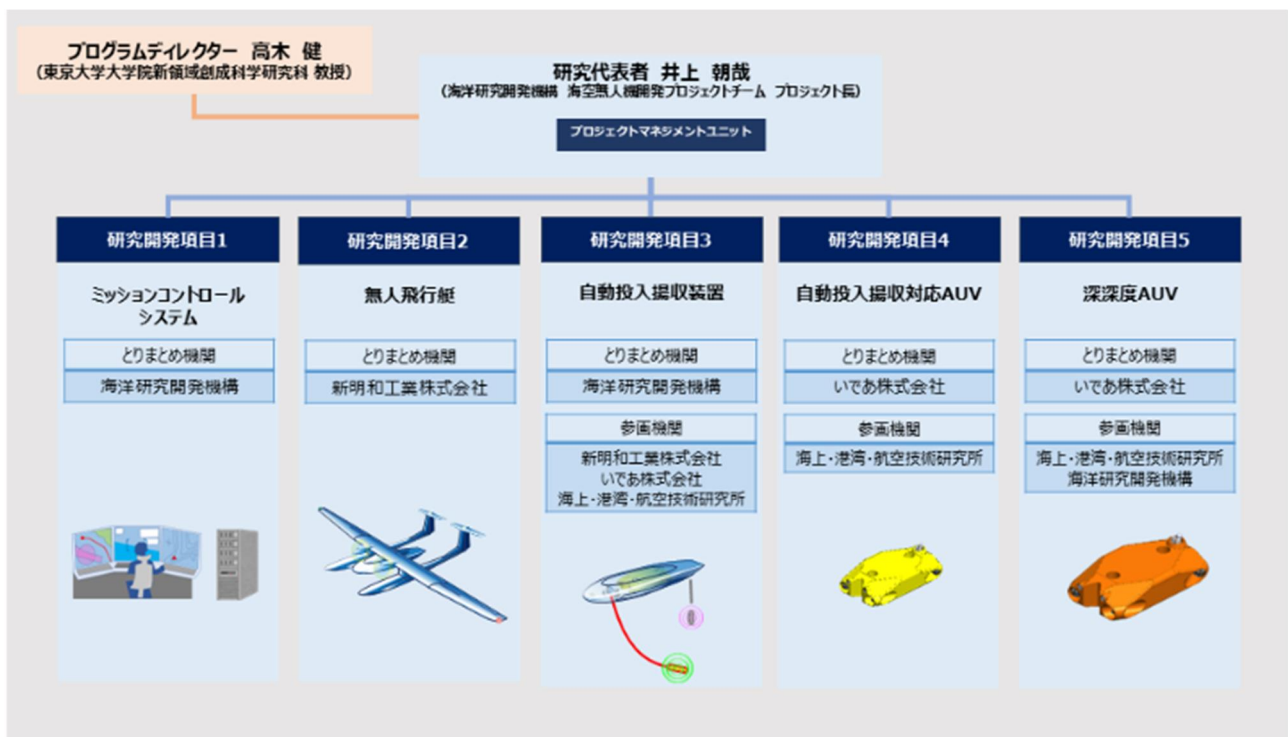 プログラムディレクター 高木 健
（東京大学大学院新領域創成科学研究科 教授）
研究代表者 井上 朝哉
（海洋研究開発機構 海空無人機開発プロジェクトチーム プロジェクト長）
プロジェクトマネジメントユニット
研究開発項目1
ミッションコントロール
システム
とりまとめ機関
海洋研究開発機構
研究開発項目2
無人飛行艇
とりまとめ機関
新明和工業株式会社
研究開発項目3
自動投入揚収装置
とりまとめ機関
海洋研究開発機構
参画機関
新明和工業株式会社
いであ株式会社
海上・港湾・航空技術研究所
研究開発項目4
自動投入揚収対応AUV
とりまとめ機関
いであ株式会社
参画機関
海上・港湾・航空技術研究所
研究開発項目5
深深度AUV
とりまとめ機関
いであ株式会社
参画機関
海上・港湾・航空技術研究所
海洋研究開発機構